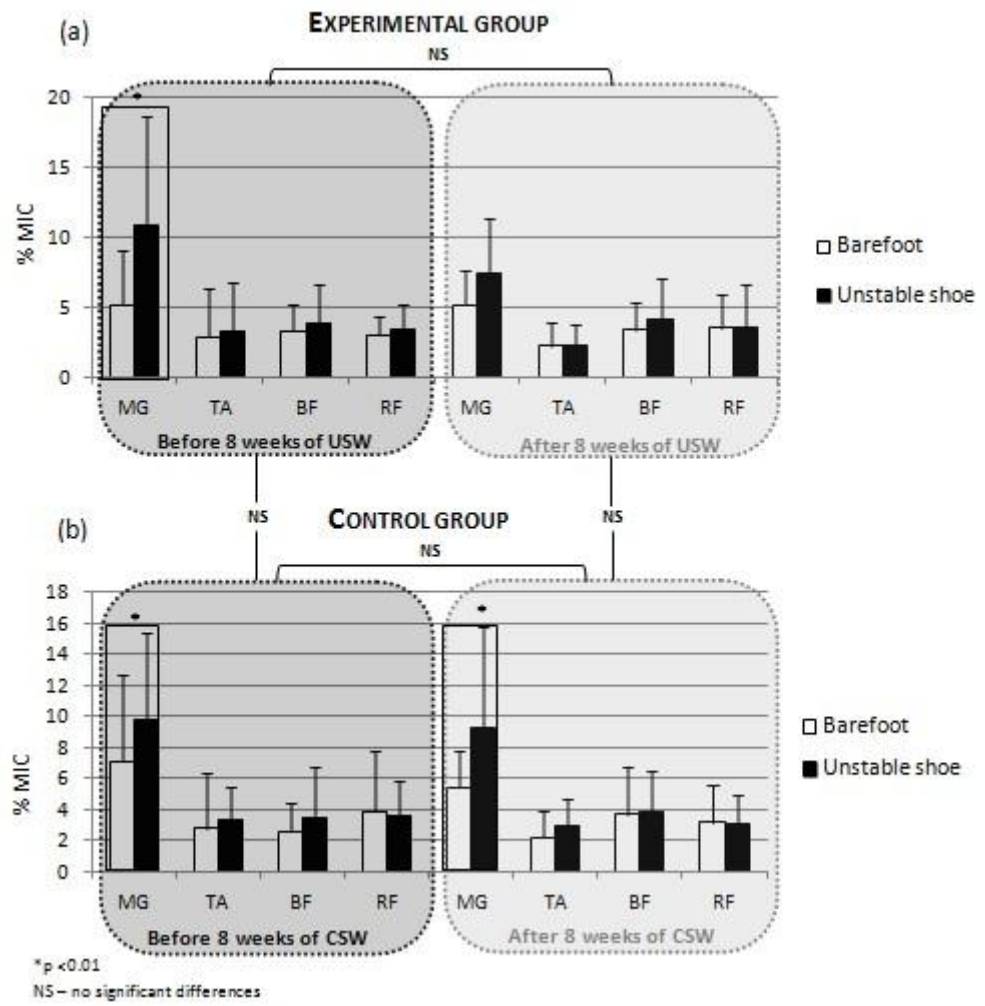 (a)
EXPERIMENTAL GROUP
NS
% MIC
20
15
10
5
0
*
MG TA BF RF
Before 8 weeks of USW
MG TA BF RF
After 8 weeks of USW
Barefoot
Unstable shoe
NS
NS
(b)
CONTROL GROUP
NS
% MIC
18
16
14
12
10
8
6
4
2
0
*
*
MG TA BF RF
Before 8 weeks of CSW
MG TA BF RF
After 8 weeks of CSW
Barefoot
Unstable shoe
*p <0.01
NS – no significant differences